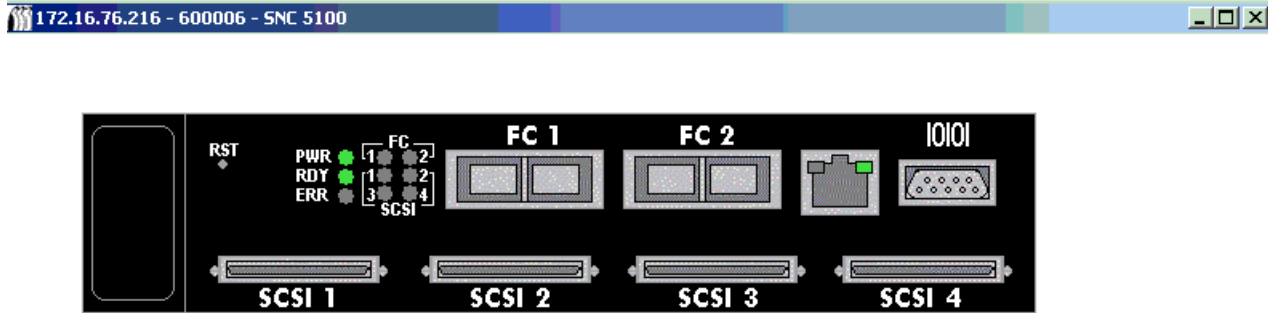 172.16.76.216 - 600006 - SNC 5100
RST
PWR
RDY
ERR
FC
1 2
1 2
3 4
SCSI
FC 1
FC 2
IOIOI
SCSI 1
SCSI 2
SCSI 3
SCSI 4